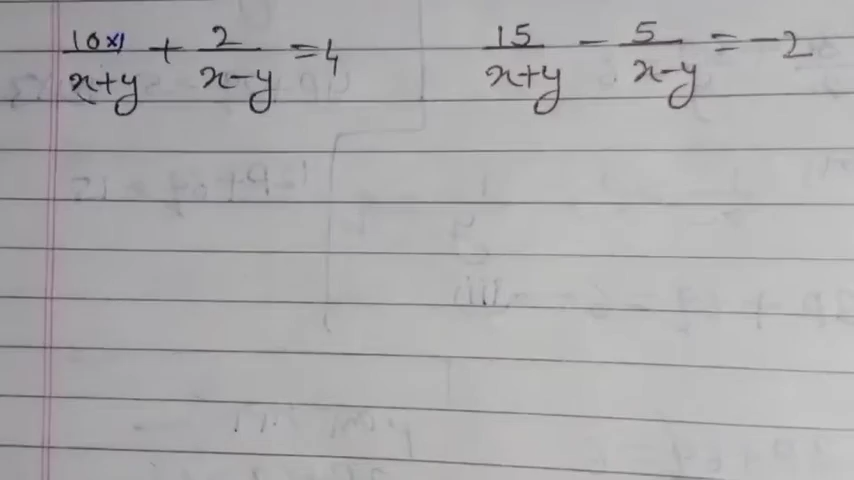 10×1/x+y + 2/x-y = 4    15/x+y - 5/x-y = -2